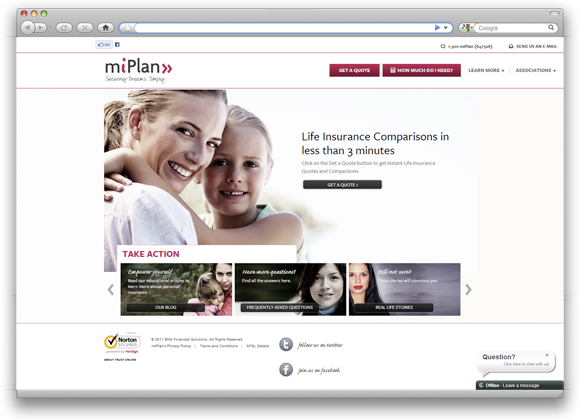 Google
Like
1-300-miPlan (647526)
SEND US AN E-MAIL
miPlan»
Securing Dreams. Simply.
GET A QUOTE
HOW MUCH DO I NEED?
LEARN MORE
ASSOCIATIONS
Life Insurance Comparisons in
less than 3 minutes
Click on the Get a Quote button to get instant Life Insurance
Quotes and Comparisons
GET A QUOTE ›
TAKE ACTION
Empower yourself
Read our educational articles to
learn more about personal
insurance
OUR BLOG
Have more questions?
Find all the answers here.
FREQUENTLY ASKED QUESTIONS
Still not sure?
These stories will convince you
REAL LIFE STORIES
Norton
SECURED
powered by VeriSign
ABOUT TRUST ONLINE
© 2011 BHA Financial Solutions. All Rights Reserved
miPlan's Privacy Policy | Terms and Conditions | AFSL Details
follow us on twitter
join us on facebook
Question?
Click here to chat with us!
Offline - Leave a message